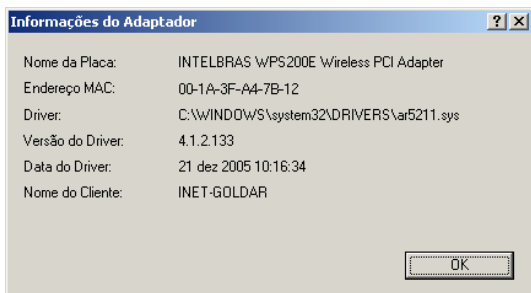 Informações do Adaptador
Nome da Placa: INTELBRAS WPS200E Wireless PCI Adapter
Endereço MAC: 00-1A-3F-A4-7B-12
Driver: C:\WINDOWS\system32\DRIVERS\ar5211.sys
Versão do Driver: 4.1.2.133
Data do Driver: 21 dez 2005 10:16:34
Nome do Cliente: INET-GOLDAR
OK